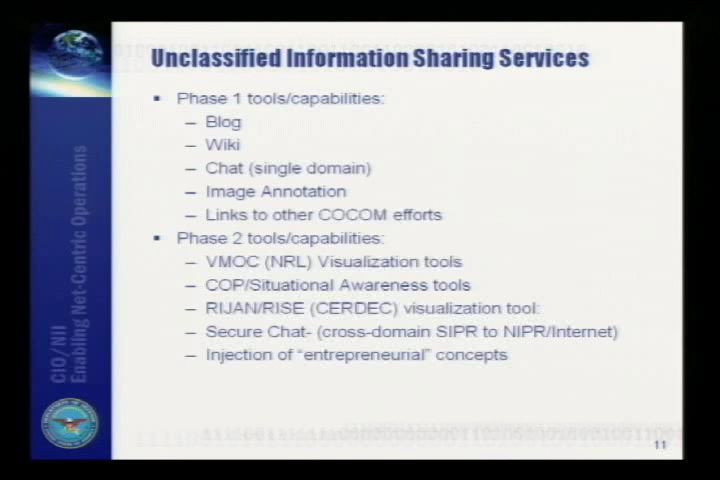 Unclassified Information Sharing Services
▪ Phase 1 tools/capabilities:
– Blog
– Wiki
– Chat (single domain)
– Image Annotation
– Links to other COCOM efforts
▪ Phase 2 tools/capabilities:
– VMOC (NRL) Visualization tools
– COP/Situational Awareness tools
– RIJAN/RISE (CERDEC) visualization tool:
– Secure Chat- (cross-domain SIPR to NIPR/Internet)
– Injection of “entrepreneurial” concepts
CIO/NII
Enabling Net-Centric Operations
11